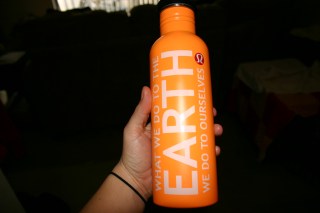 WHAT WE DO TO THE
EARTH
WE DO TO OURSELVES